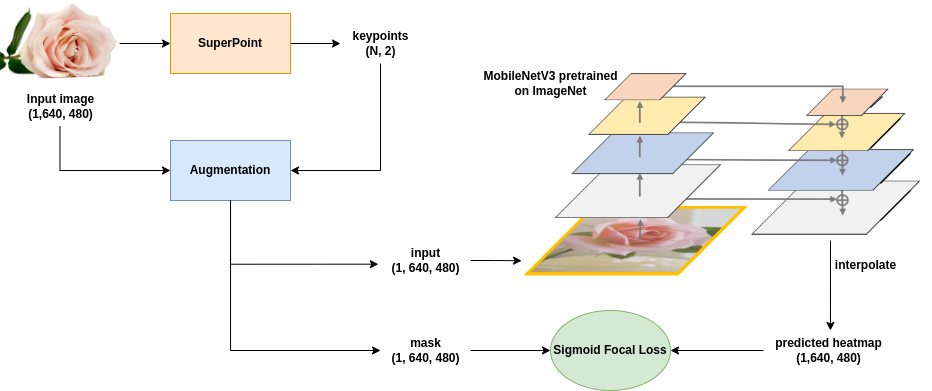 SuperPoint
keypoints
(N, 2)
Input image
(1,640, 480)
MobileNetV3 pretrained
on ImageNet
Augmentation
input
(1, 640, 480)
interpolate
mask
(1, 640, 480)
Sigmoid Focal Loss
predicted heatmap
(1,640, 480)